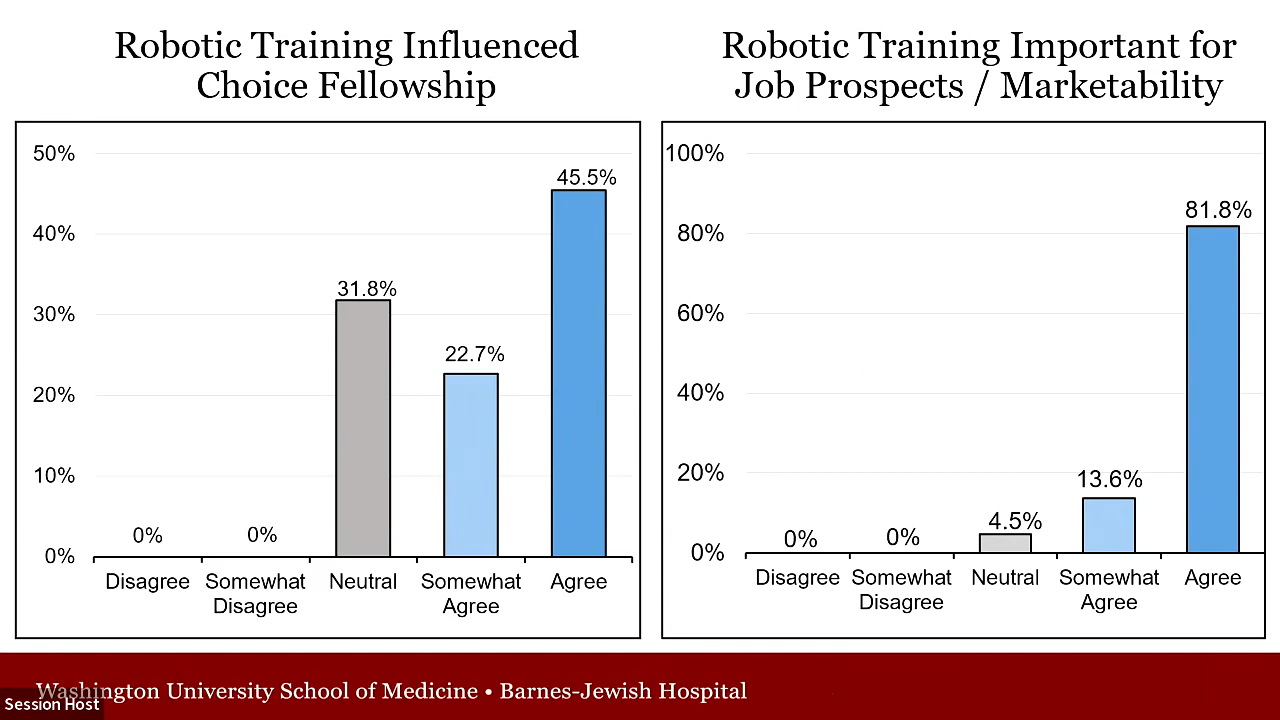 Robotic Training Influenced
Choice Fellowship
50%
40%
30%
20%
10%
0%
0%
0%
31.8%
22.7%
45.5%
Disagree
Somewhat
Disagree
Neutral
Somewhat
Agree
Agree
Robotic Training Important for
Job Prospects / Marketability
100%
80%
60%
40%
20%
0%
0%
0%
4.5%
13.6%
81.8%
Disagree
Somewhat
Disagree
Neutral
Somewhat
Agree
Agree
Washington University School of Medicine • Barnes-Jewish Hospital
Session Host